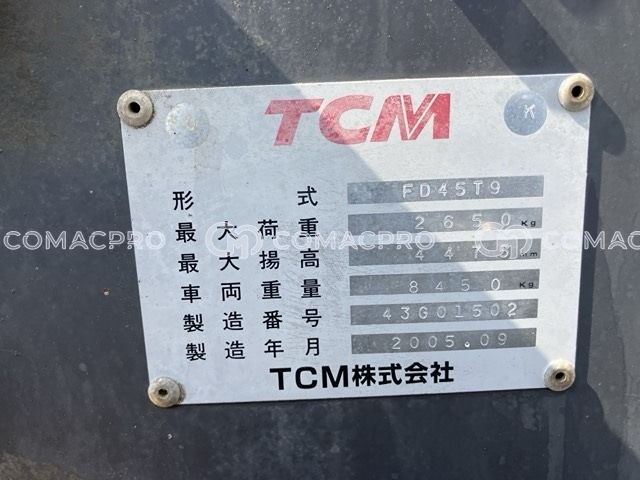 TCM
形式 FD45T9
最大荷重 2650 Kg
最大揚高 4475 mm
車両重量 8450 Kg
製造番号 43G01502
製造年月 2005.09
TCM株式会社
COMACPRO COMACPRO COMACPRO